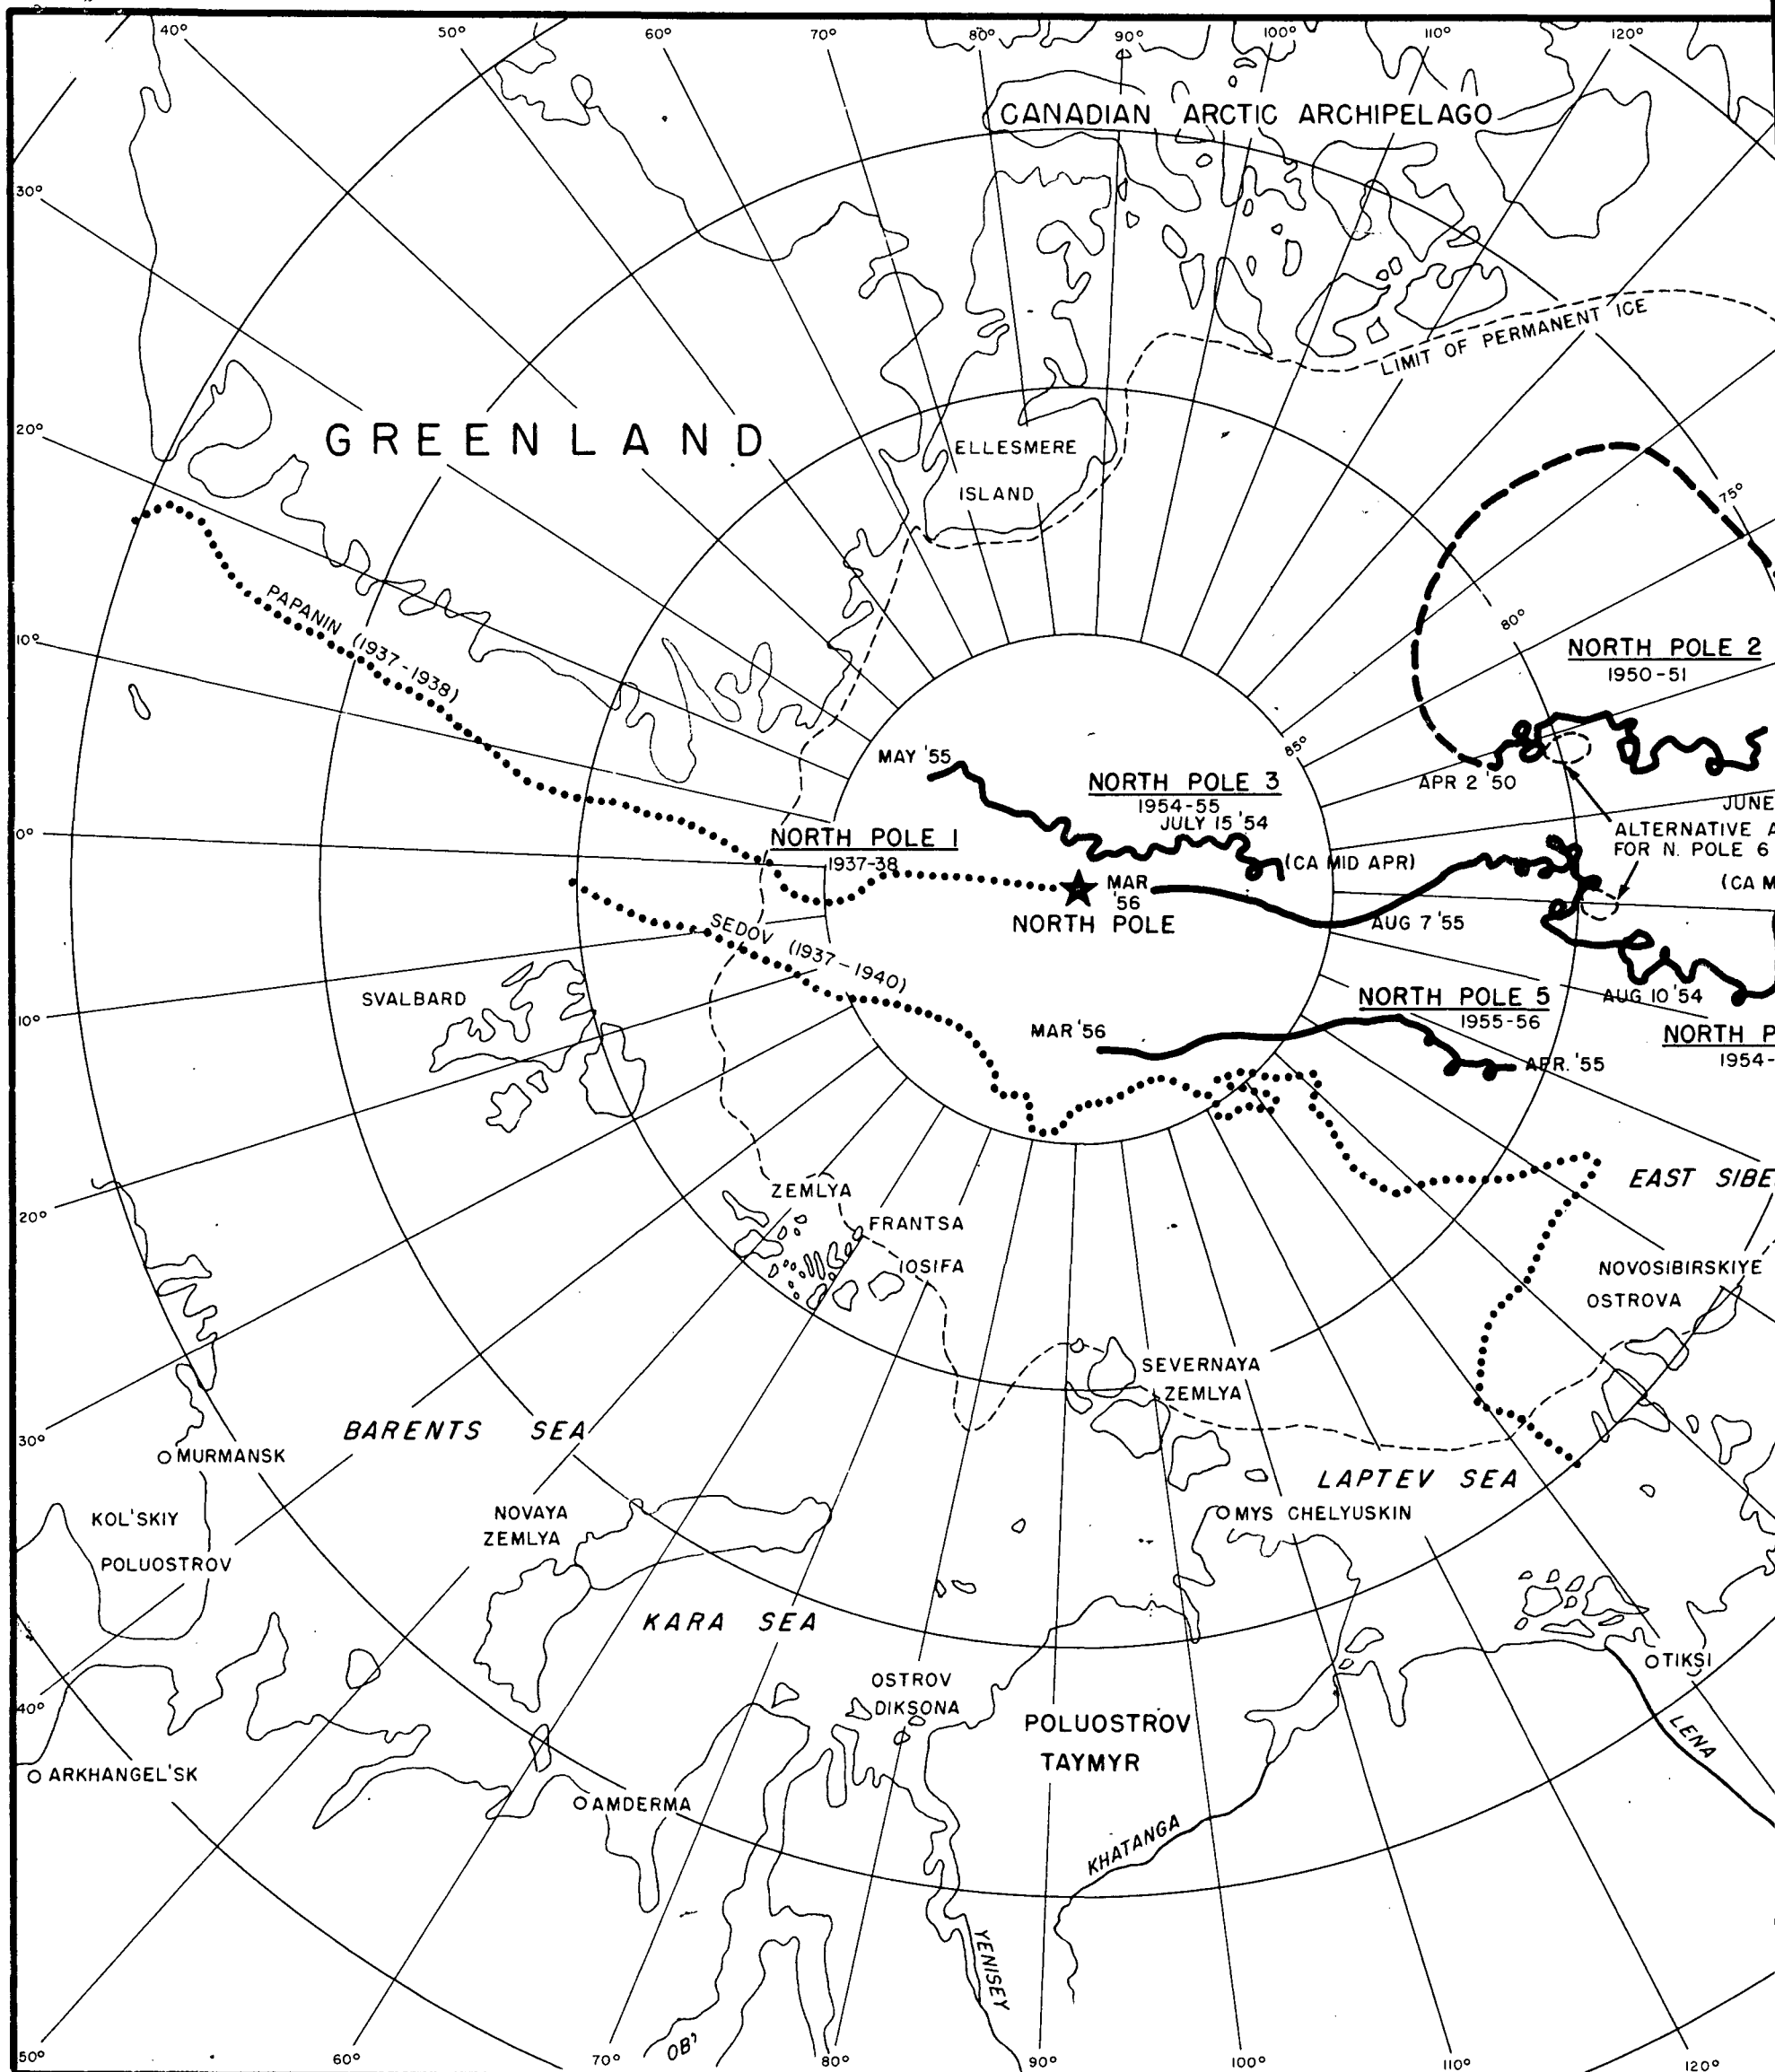 40° 50° 60° 70° 80° 90° 100° 110° 120°
CANADIAN ARCTIC ARCHIPELAGO
30°
LIMIT OF PERMANENT ICE
20°
GREENLAND
ELLESMERE
ISLAND
75°
PAPANIN (1937-1938)
80°
10°
NORTH POLE 2
1950-51
85°
MAY '55
NORTH POLE 3
1954-55
JULY 15 '54
APR 2 '50
JUNE
0°
NORTH POLE 1
1937-38
(CA MID APR)
ALTERNATIVE A
FOR N. POLE 6
(CA M
MAR
'56
NORTH POLE
AUG 7 '55
SEDOV (1937-1940)
SVALBARD
10°
NORTH POLE 5
1955-56
AUG 10 '54
MAR '56
NORTH P
1954-
APR. '55
ZEMLYA
FRANTSA
IOSIFA
EAST SIBE
20°
NOVOSIBIRSKIYE
OSTROVA
SEVERNAYA
ZEMLYA
30°
BARENTS SEA
MURMANSK
LAPTEV SEA
KOL'SKIY
POLUOSTROV
NOVAYA
ZEMLYA
MYS CHELYUSKIN
KARA SEA
TIKSI
OSTROV
DIKSONA
40°
POLUOSTROV
TAYMYR
LENA
ARKHANGEL'SK
AMDERMA
KHATANGA
YENISEY
OB'
50° 60° 70° 80° 90° 100° 110° 120°